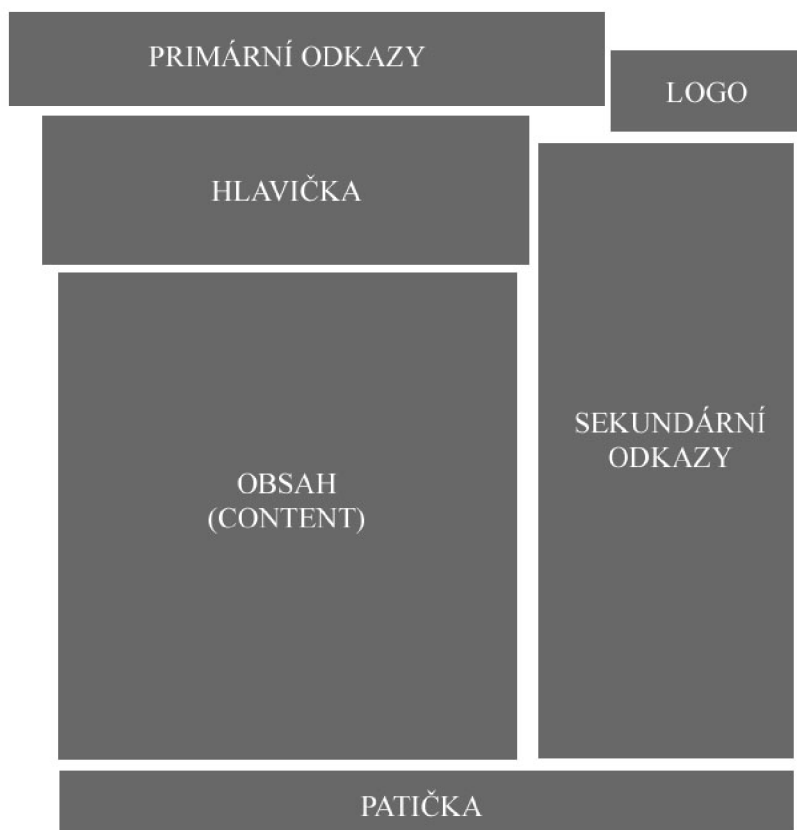 PRIMÁRNÍ ODKAZY
LOGO
HLAVIČKA
SEKUNDÁRNÍ
ODKAZY
OBSAH
(CONTENT)
PATIČKA